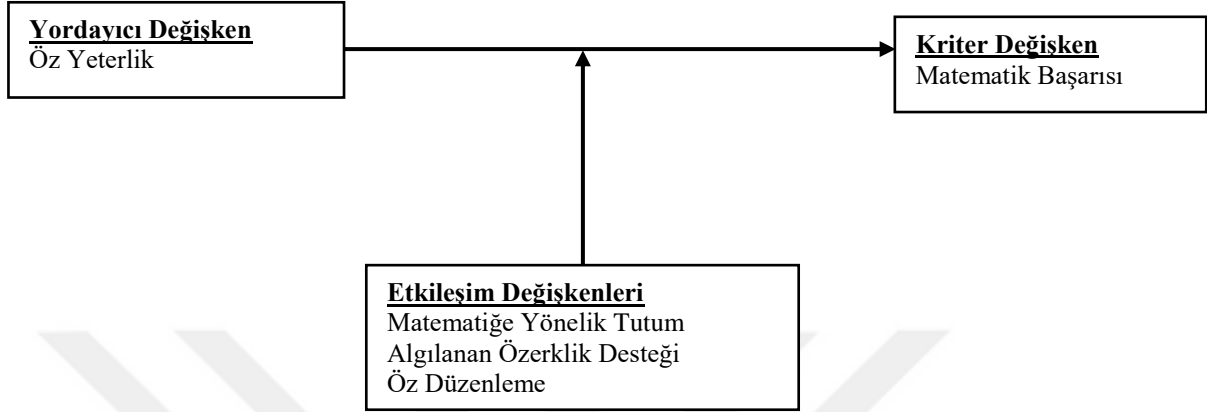 Yordayıcı Değişken
Öz Yeterlik
Kriter Değişken
Matematik Başarısı
Etkileşim Değişkenleri
Matematiğe Yönelik Tutum
Algılanan Özerklik Desteği
Öz Düzenleme